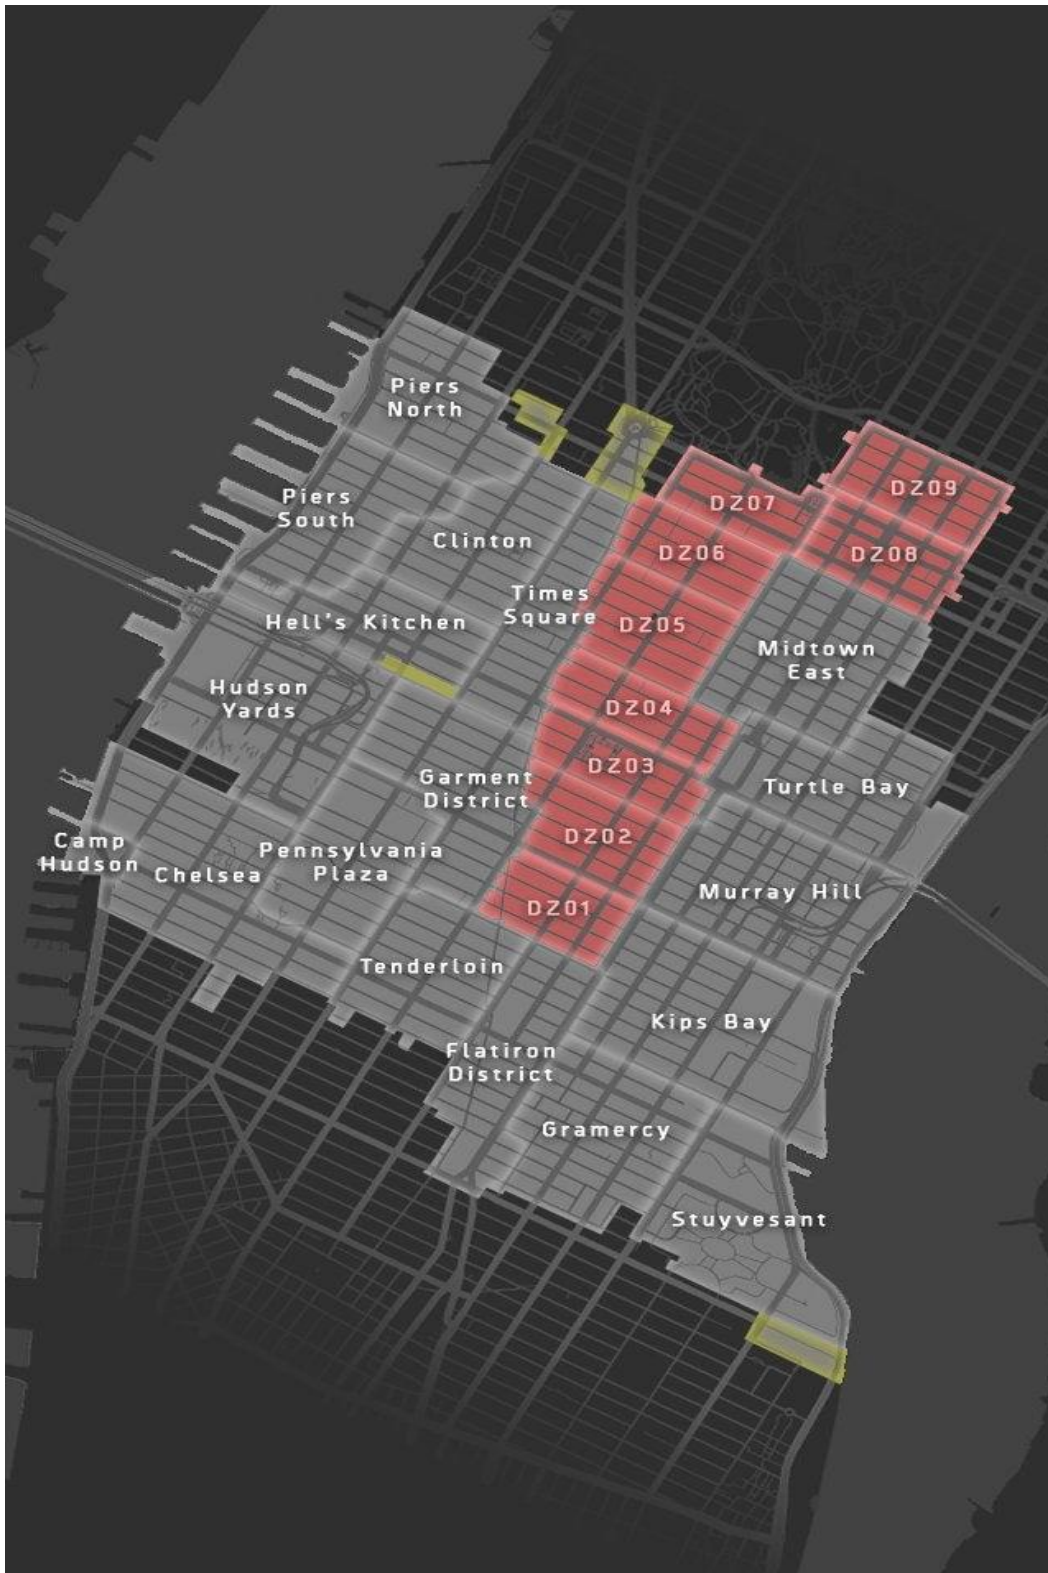 Piers
North
DZ07
DZ09
Piers
South
Clinton
DZ06
DZ08
Times
Square
Hell's Kitchen
DZ05
Midtown
East
Hudson
Yards
DZ04
Garment
District
DZ03
Turtle Bay
Camp
Hudson
Chelsea
Pennsylvania
Plaza
DZ02
Murray Hill
DZ01
Tenderloin
Kips Bay
Flatiron
District
Gramercy
Stuyvesant